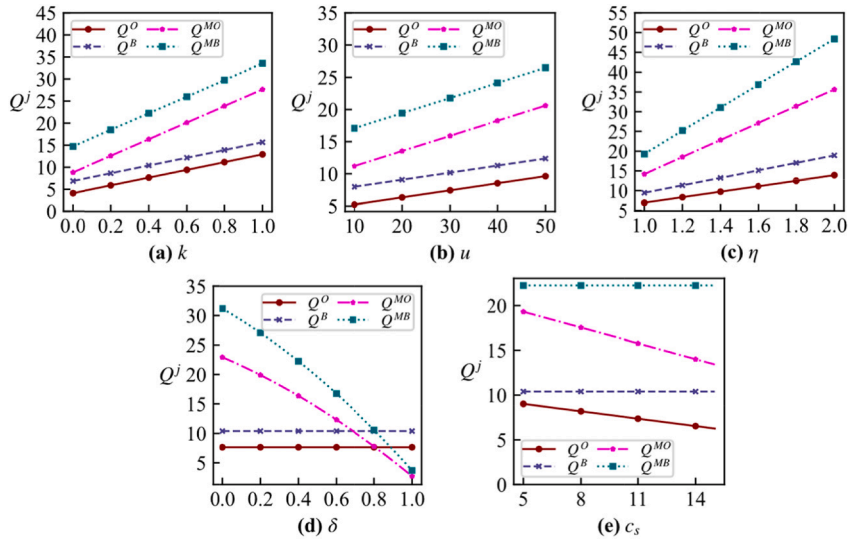 45
40
35
30
25
20
15
10
5
0
Q^j
Q^O Q^MO
Q^B Q^MB
0.0 0.2 0.4 0.6 0.8 1.0
(a) k
35
30
25
20
15
10
5
Q^j
Q^O Q^MO
Q^B Q^MB
10 20 30 40 50
(b) u
55
50
45
40
35
30
25
20
15
10
5
Q^j
Q^O Q^MO
Q^B Q^MB
1.0 1.2 1.4 1.6 1.8 2.0
(c) η
35
30
25
20
15
10
5
Q^j
Q^O Q^MO
Q^B Q^MB
0.0 0.2 0.4 0.6 0.8 1.0
(d) δ
20
15
10
5
0
Q^j
Q^O Q^MO
Q^B Q^MB
5 8 11 14
(e) c_s